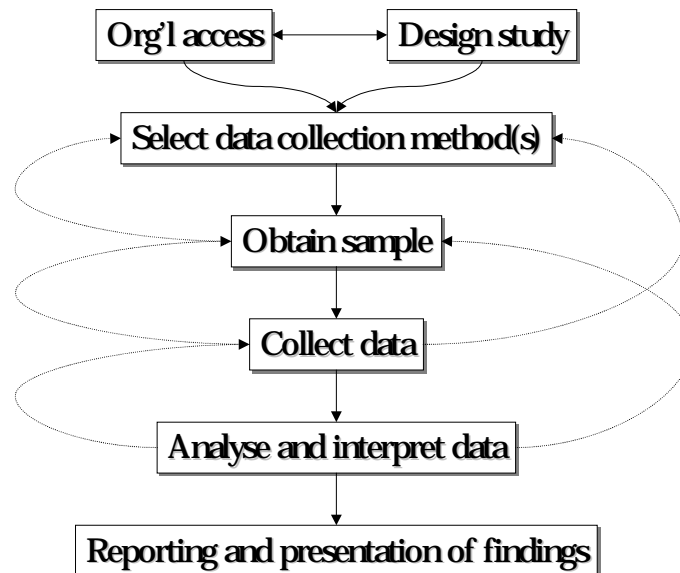 Org'l access
Design study
Select data collection method(s)
Obtain sample
Collect data
Analyse and interpret data
Reporting and presentation of findings